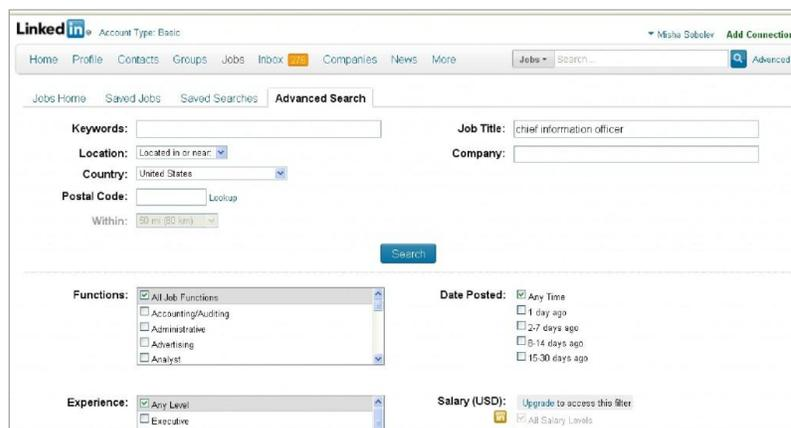 Linked in Account Type: Basic
Misha Sobolev Add Connection
Home Profile Contacts Groups Jobs Inbox 276 Companies News More Jobs Search... Advanced
Jobs Home Saved Jobs Saved Searches Advanced Search
Keywords: Job Title: chief information officer
Location: Located in or near: Company:
Country: United States
Postal Code: Lookup
Within: 50 mi (80 km)
Search
Functions: All Job Functions Date Posted: Any Time
Accounting/Auditing 1 day ago
Administrative 2-7 days ago
Advertising 8-14 days ago
Analyst 15-30 days ago
Experience: Any Level Salary (USD): Upgrade to access this filter
Executive in All Salary Levels